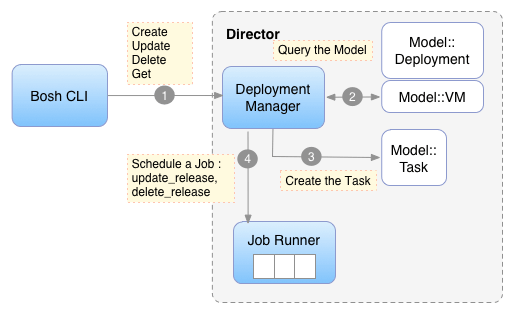 Create
Update
Delete
Get
Director
Query the Model
Model::
Deployment
Bosh CLI
1
Deployment
Manager
2
Model::VM
Schedule a Job :
update_release,
delete_release
4
3
Create the Task
Model::
Task
Job Runner